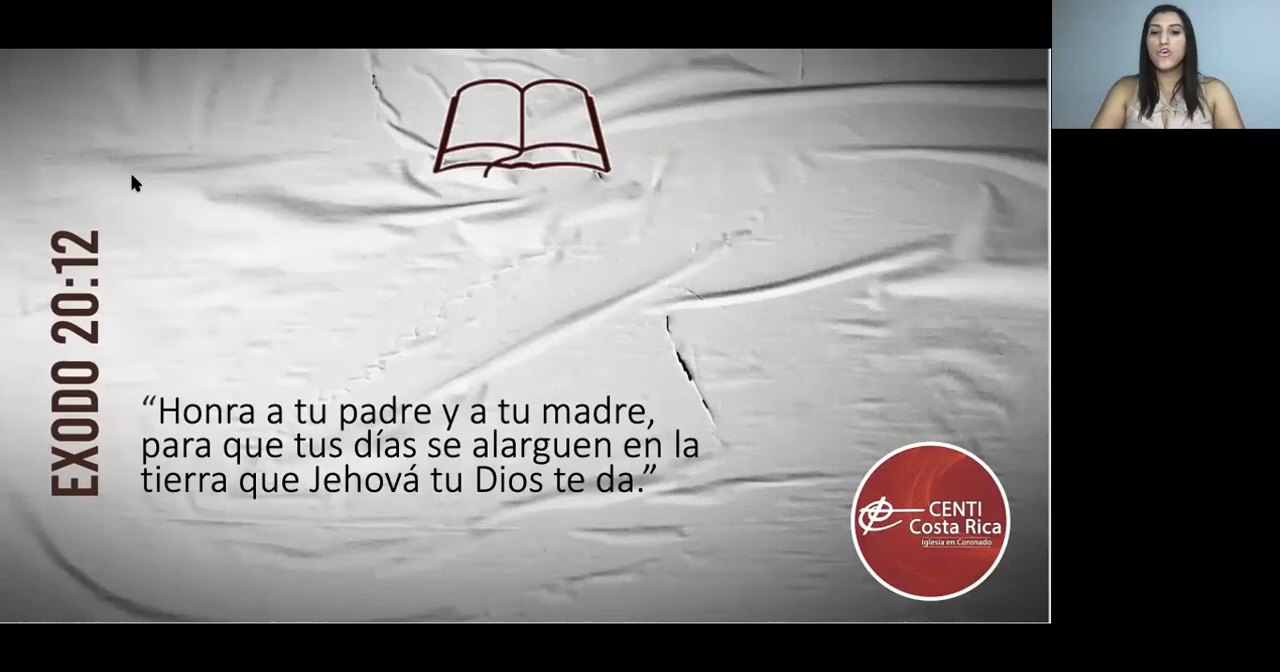 EXODO 20:12
“Honra a tu padre y a tu madre,
para que tus días se alarguen en la
tierra que Jehová tu Dios te da.”
CENTI
Costa Rica
Iglesia en Coronado